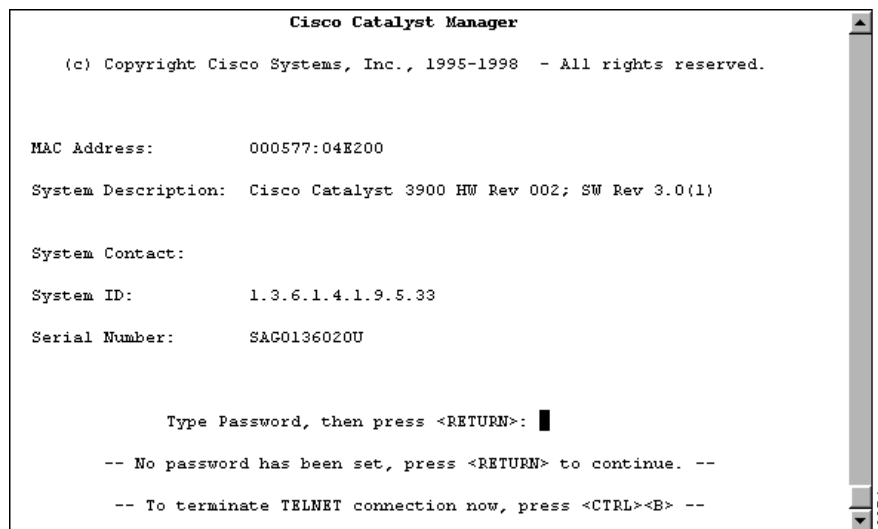 Cisco Catalyst Manager
(c) Copyright Cisco Systems, Inc., 1995-1998 - All rights reserved.
MAC Address: 000577:04E200
System Description: Cisco Catalyst 3900 HW Rev 002; SW Rev 3.0(1)
System Contact:
System ID: 1.3.6.1.4.1.9.5.33
Serial Number: SAG0136020U
Type Password, then press <RETURN>:
-- No password has been set, press <RETURN> to continue. --
-- To terminate TELNET connection now, press <CTRL><B> --